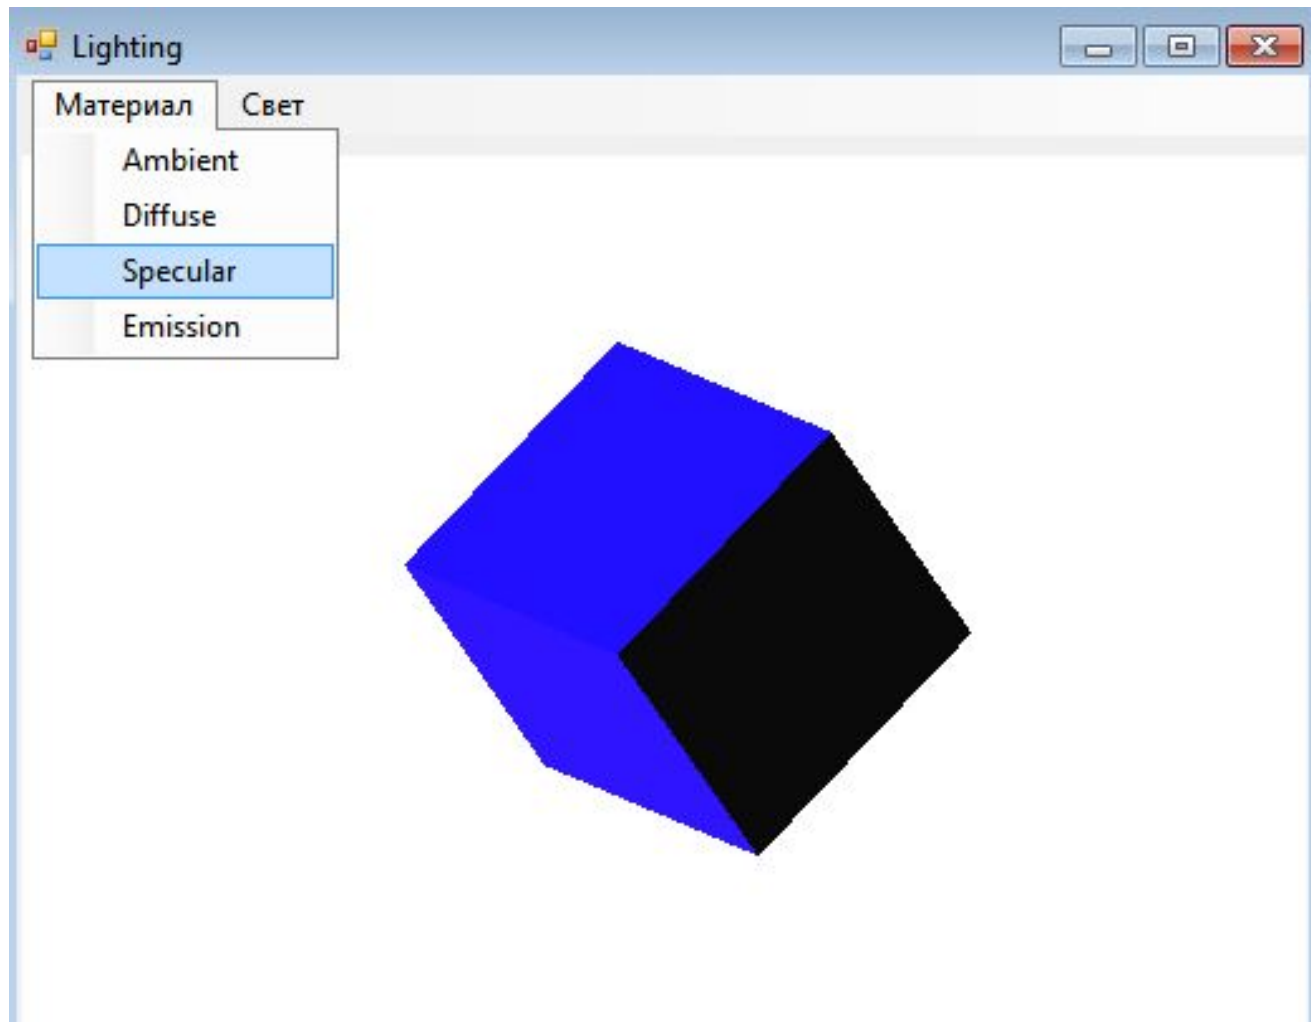 Lighting
Материал Свет
Ambient
Diffuse
Specular
Emission